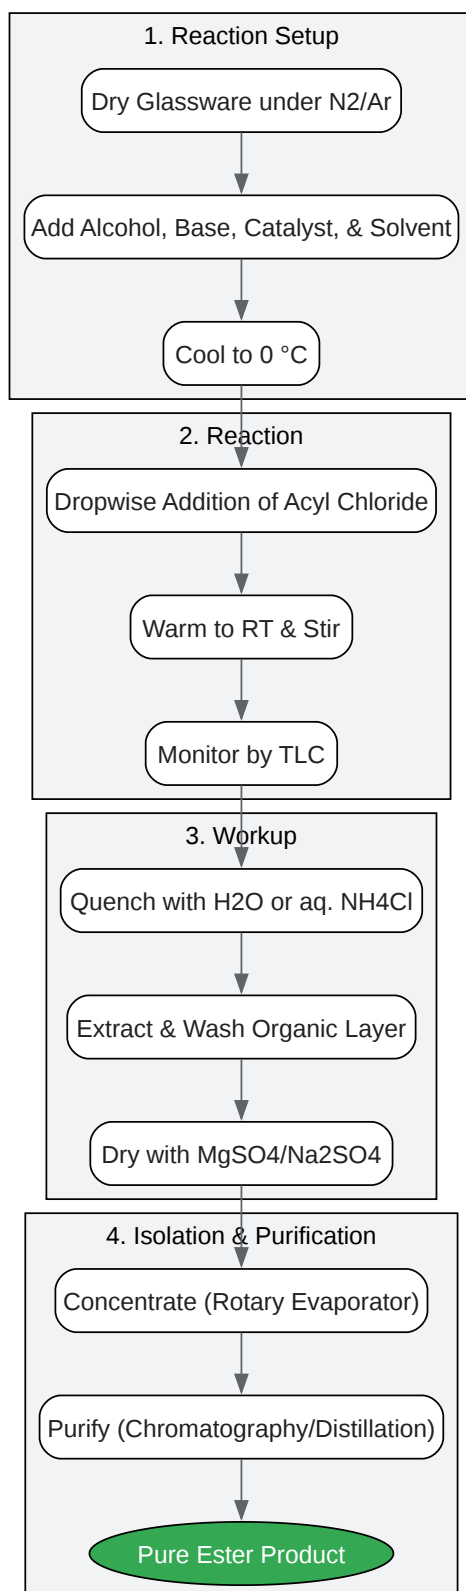 1. Reaction Setup
Dry Glassware under N2/Ar
Add Alcohol, Base, Catalyst, & Solvent
Cool to 0 °C
2. Reaction
Dropwise Addition of Acyl Chloride
Warm to RT & Stir
Monitor by TLC
3. Workup
Quench with H2O or aq. NH4Cl
Extract & Wash Organic Layer
Dry with MgSO4/Na2SO4
4. Isolation & Purification
Concentrate (Rotary Evaporator)
Purify (Chromatography/Distillation)
Pure Ester Product